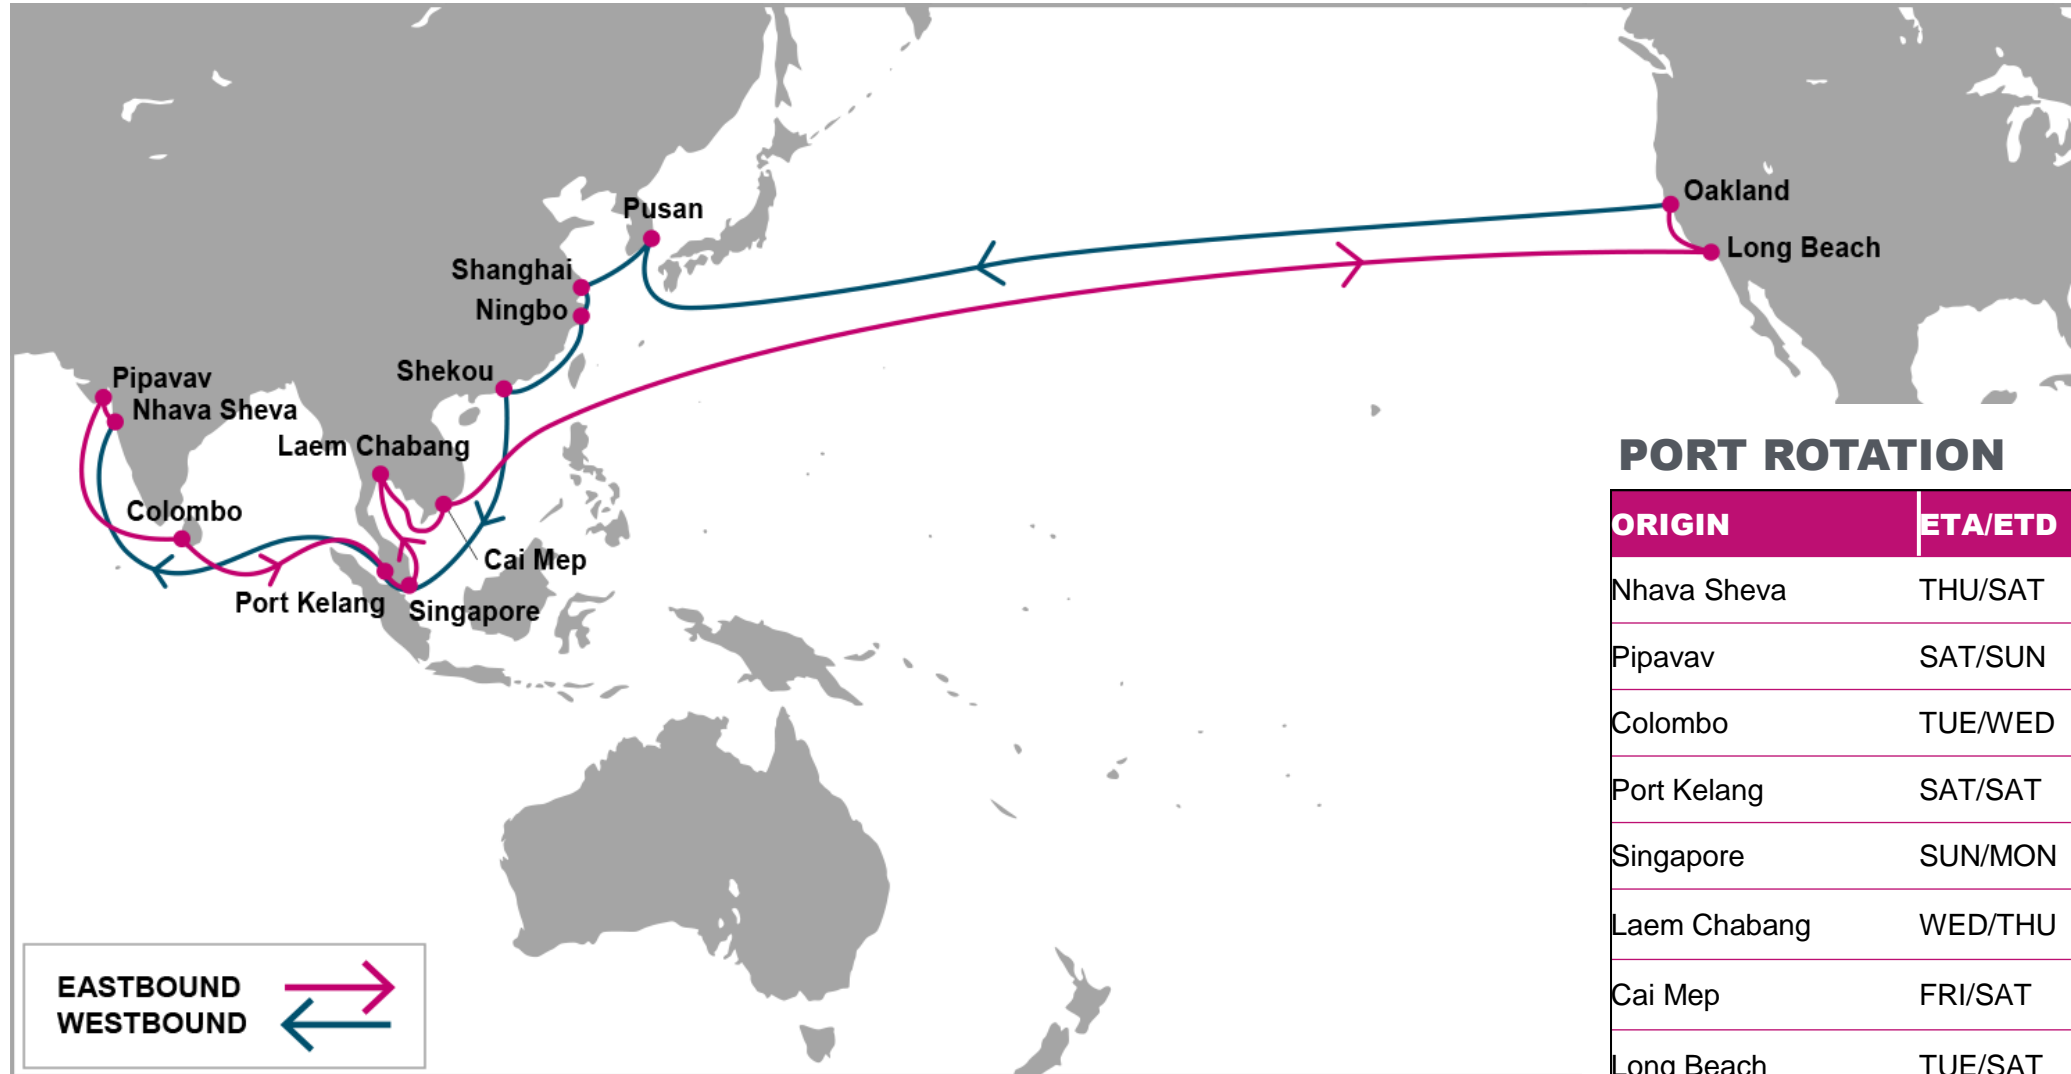 Oakland
Pusan
Long Beach
Shanghai
Ningbo
Shekou
Pipavav
Nhava Sheva
Laem Chabang
Colombo
Cai Mep
Port Kelang
Singapore
EASTBOUND
WESTBOUND
PORT ROTATION
ORIGIN ETA/ETD
Nhava Sheva THU/SAT
Pipavav SAT/SUN
Colombo TUE/WED
Port Kelang SAT/SAT
Singapore SUN/MON
Laem Chabang WED/THU
Cai Mep FRI/SAT
Long Beach TUE/SAT